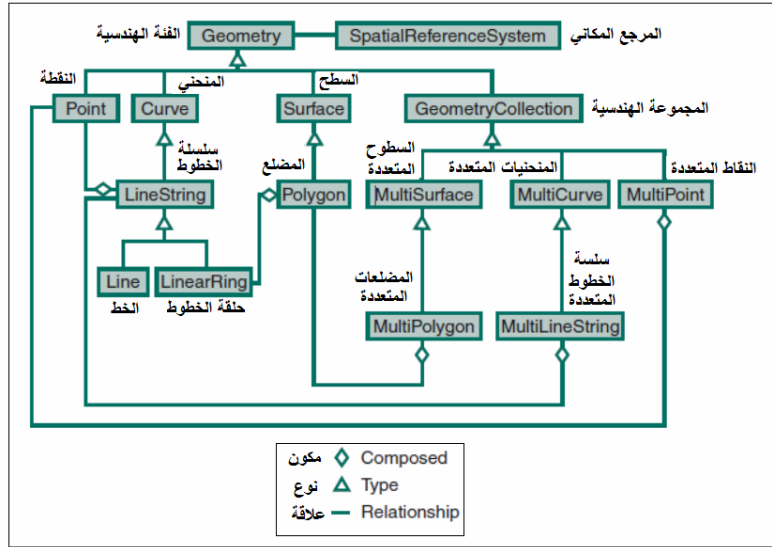 الفئة الهندسية Geometry SpatialReferenceSystem المرجع المكاني
النقطة المنحني السطح
Point Curve Surface GeometryCollection المجموعة الهندسية
سلسلة
الخطوط
المضلع
السطوح
المتعددة
المنحنيات المتعددة
النقاط المتعددة
LineString Polygon MultiSurface MultiCurve MultiPoint
Line LinearRing
الخط حلقة الخطوط
المضلعات
المتعددة
سلسة
الخطوط
المتعددة
MultiPolygon MultiLineString
مكون Composed
نوع Type
علاقة Relationship